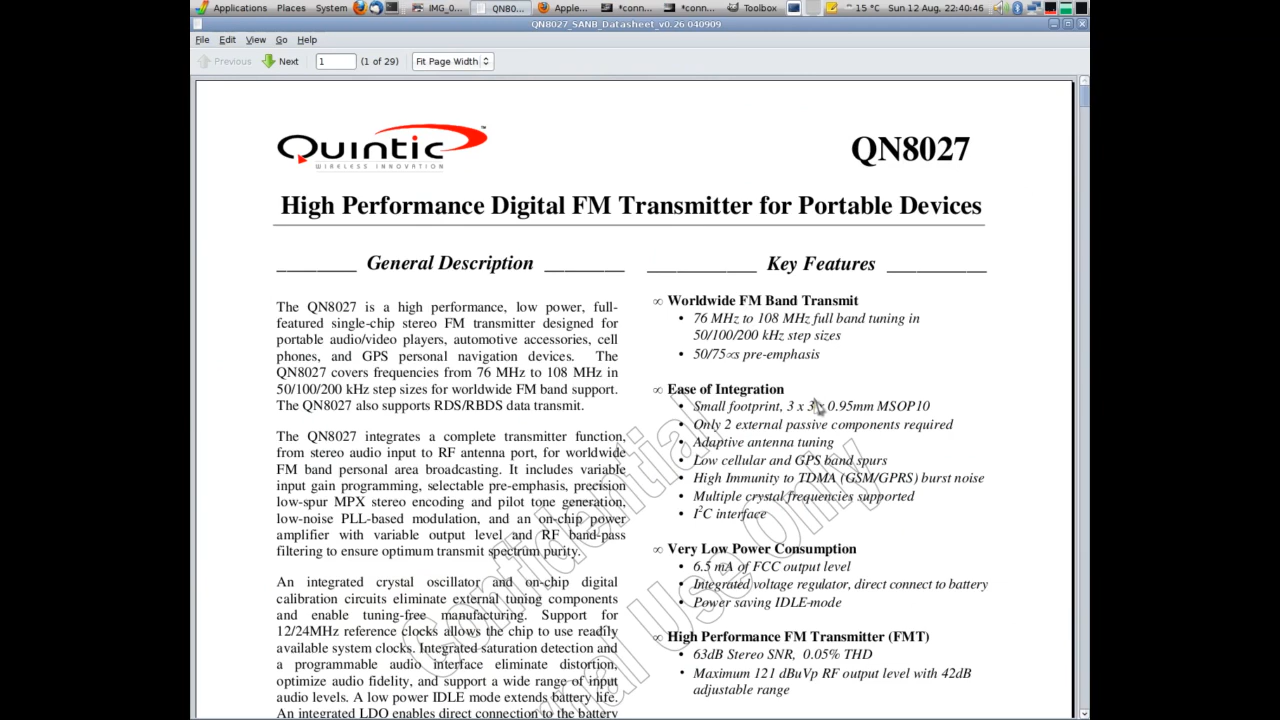 Applications Places System IMG_0... QN80... Apple... *conn... *conn... Toolbox ~ 15 °C Sun 12 Aug, 22:40:46
QN8027_SANB_Datasheet_v0.26 040909
File Edit View Go Help
Previous Next 1 (1 of 29) Fit Page Width
Quintic
WIRELESS INNOVATION
QN8027
High Performance Digital FM Transmitter for Portable Devices
General Description
The QN8027 is a high performance, low power, full-
featured single-chip stereo FM transmitter designed for
portable audio/video players, automotive accessories, cell
phones, and GPS personal navigation devices. The
QN8027 covers frequencies from 76 MHz to 108 MHz in
50/100/200 kHz step sizes for worldwide FM band support.
The QN8027 also supports RDS/RBDS data transmit.
The QN8027 integrates a complete transmitter function,
from stereo audio input to RF antenna port, for worldwide
FM band personal area broadcasting. It includes variable
input gain programming, selectable pre-emphasis, precision
low-spur MPX stereo encoding and pilot tone generation,
low-noise PLL-based modulation, and an on-chip power
amplifier with variable output level and RF band-pass
filtering to ensure optimum transmit spectrum purity.
An integrated crystal oscillator and on-chip digital
calibration circuits eliminate external tuning components
and enable tuning-free manufacturing. Support for
12/24MHz reference clocks allows the chip to use readily
available system clocks. Integrated saturation detection and
a programmable audio interface eliminate distortion,
optimize audio fidelity, and support a wide range of input
audio levels. A low power IDLE mode extends battery life.
An integrated LDO enables direct connection to the battery
Key Features
∞ Worldwide FM Band Transmit
• 76 MHz to 108 MHz full band tuning in
50/100/200 kHz step sizes
• 50/75∝s pre-emphasis
∞ Ease of Integration
• Small footprint, 3 x 3 x 0.95mm MSOP10
• Only 2 external passive components required
• Adaptive antenna tuning
• Low cellular and GPS band spurs
• High Immunity to TDMA (GSM/GPRS) burst noise
• Multiple crystal frequencies supported
• I²C interface
∞ Very Low Power Consumption
• 6.5 mA of FCC output level
• Integrated voltage regulator, direct connect to battery
• Power saving IDLE-mode
∞ High Performance FM Transmitter (FMT)
• 63dB Stereo SNR, 0.05% THD
• Maximum 121 dBuVp RF output level with 42dB
adjustable range
Confidential
Use Only